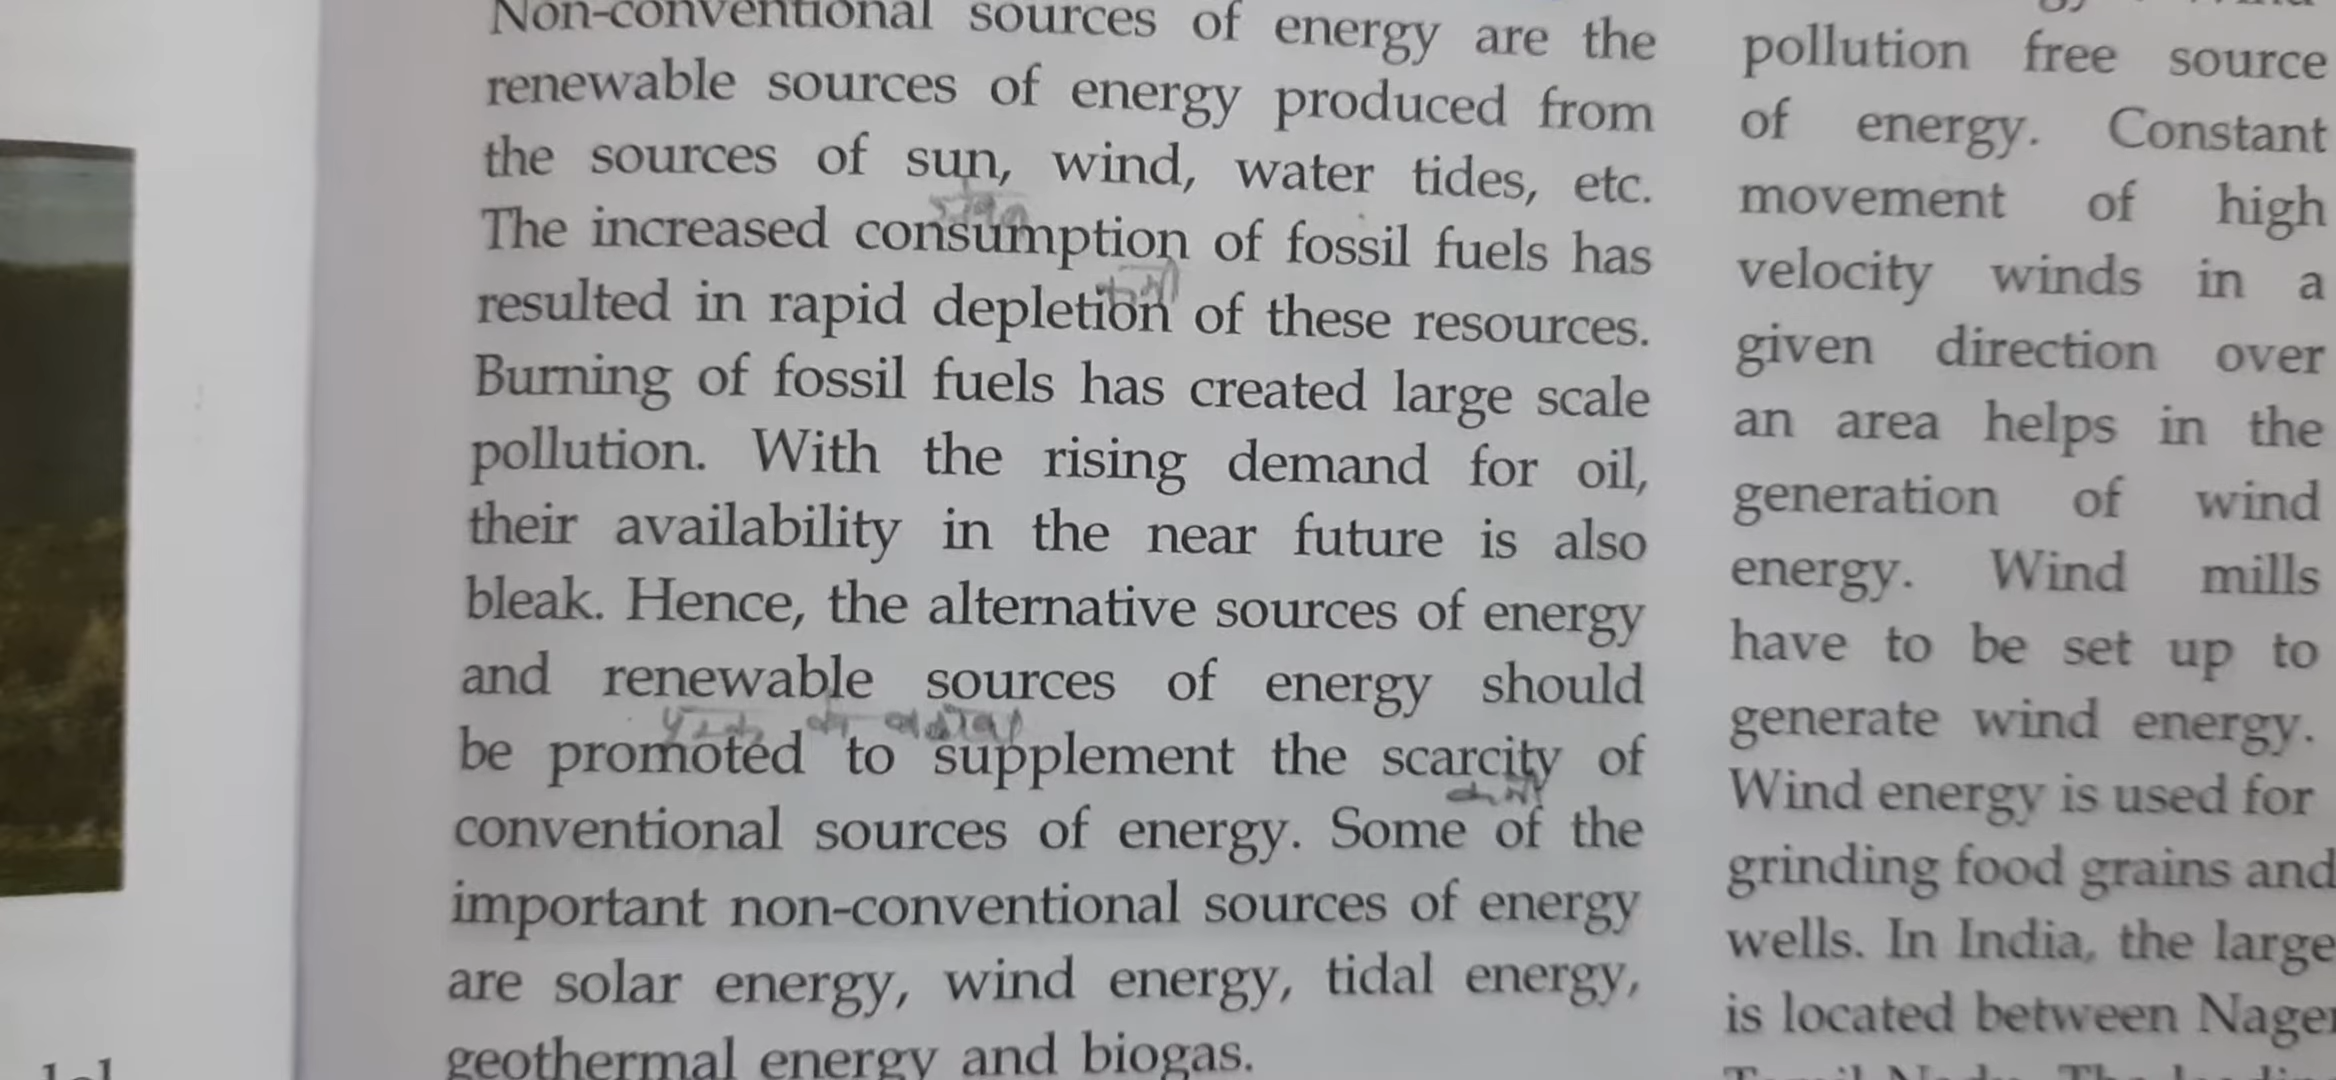 Non-conventional sources of energy are the
renewable sources of energy produced from
the sources of sun, wind, water tides, etc.
The increased consumption of fossil fuels has
resulted in rapid depletion of these resources.
Burning of fossil fuels has created large scale
pollution. With the rising demand for oil,
their availability in the near future is also
bleak. Hence, the alternative sources of energy
and renewable sources of energy should
be promoted to supplement the scarcity of
conventional sources of energy. Some of the
important non-conventional sources of energy
are solar energy, wind energy, tidal energy,
geothermal energy and biogas.
pollution free source
of energy. Constant
movement of high
velocity winds in a
given direction over
an area helps in the
generation of wind
energy. Wind mills
have to be set up to
generate wind energy.
Wind energy is used for
grinding food grains and
wells. In India, the large
is located between